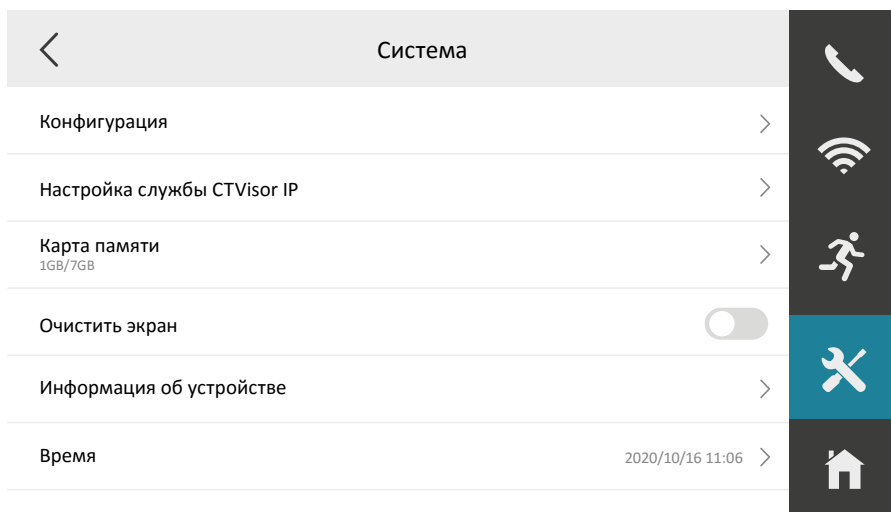 Система
Конфигурация
Настройка службы CTVisor IP
Карта памяти
1GB/7GB
Очистить экран
Информация об устройстве
Время
2020/10/16 11:06